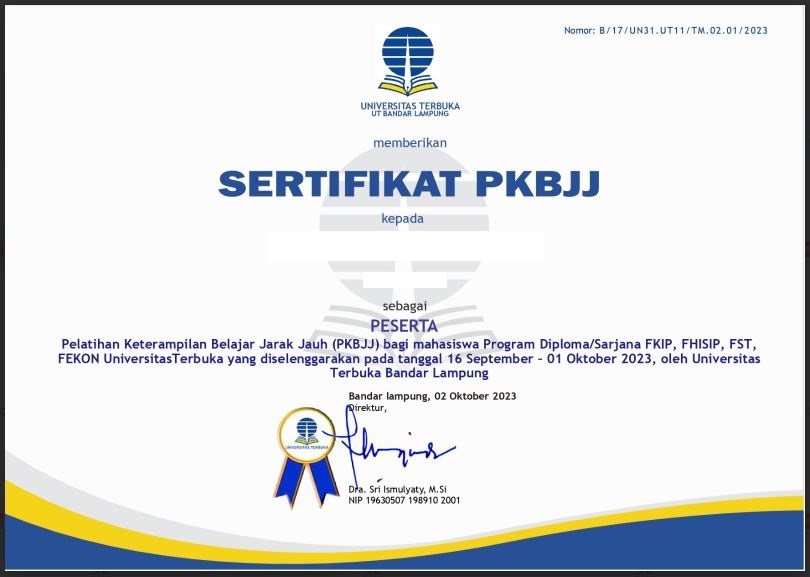 Nomor: B/17/UN31.UT11/TM.02.01/2023
UNIVERSITAS TERBUKA
UT BANDAR LAMPUNG
memberikan
SERTIFIKAT PKBJJ
kepada
sebagai
PESERTA
Pelatihan Keterampilan Belajar Jarak Jauh (PKBJJ) bagi mahasiswa Program Diploma/Sarjana FKIP, FHISIP, FST,
FEKON UniversitasTerbuka yang diselenggarakan pada tanggal 16 September - 01 Oktober 2023, oleh Universitas
Terbuka Bandar Lampung
Bandar lampung, 02 Oktober 2023
Direktur,
UNIVERSITAS TERBUKA
Dra. Sri Ismulyaty, M.Si
NIP 19630507 198910 2001